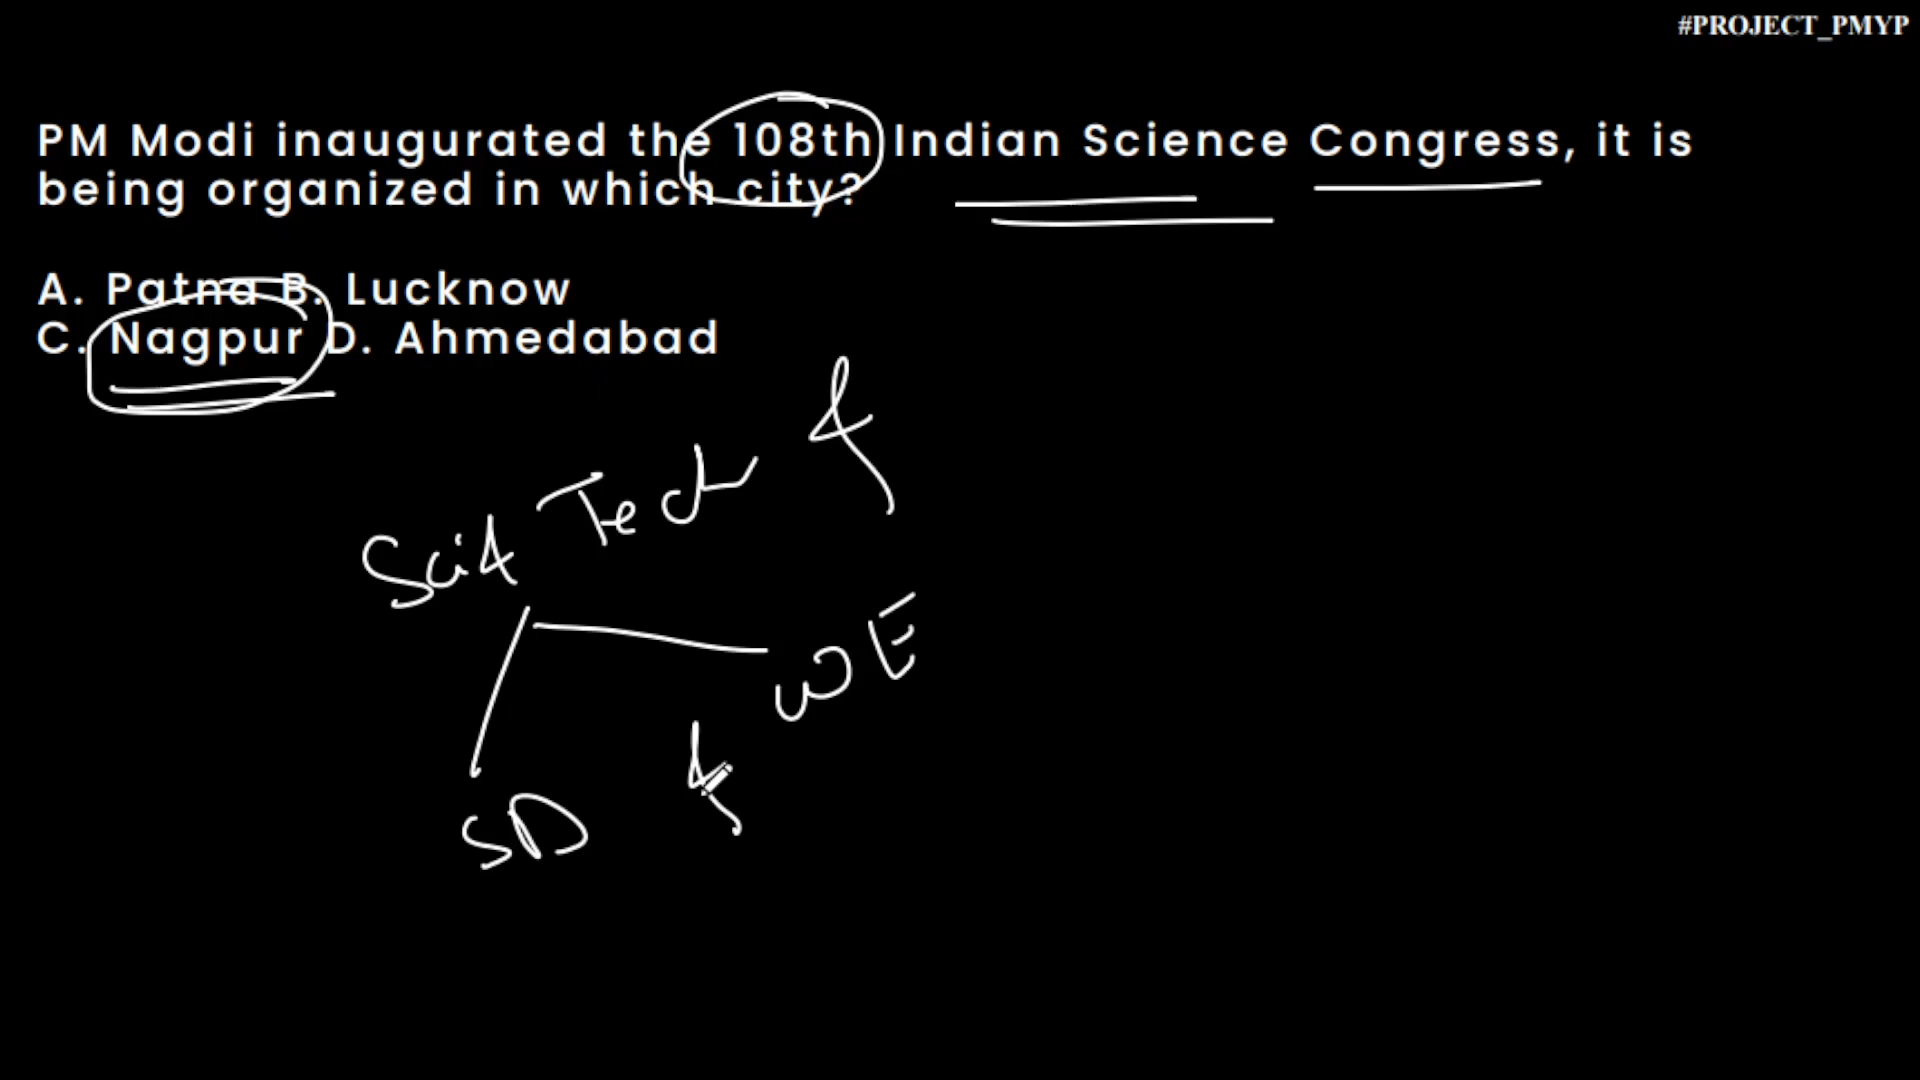 #PROJECT_PMYP
PM Modi inaugurated the 108th Indian Science Congress, it is
being organized in which city?
A. Patna B. Lucknow
C. Nagpur D. Ahmedabad
Sci & Tech &
WE
SD &